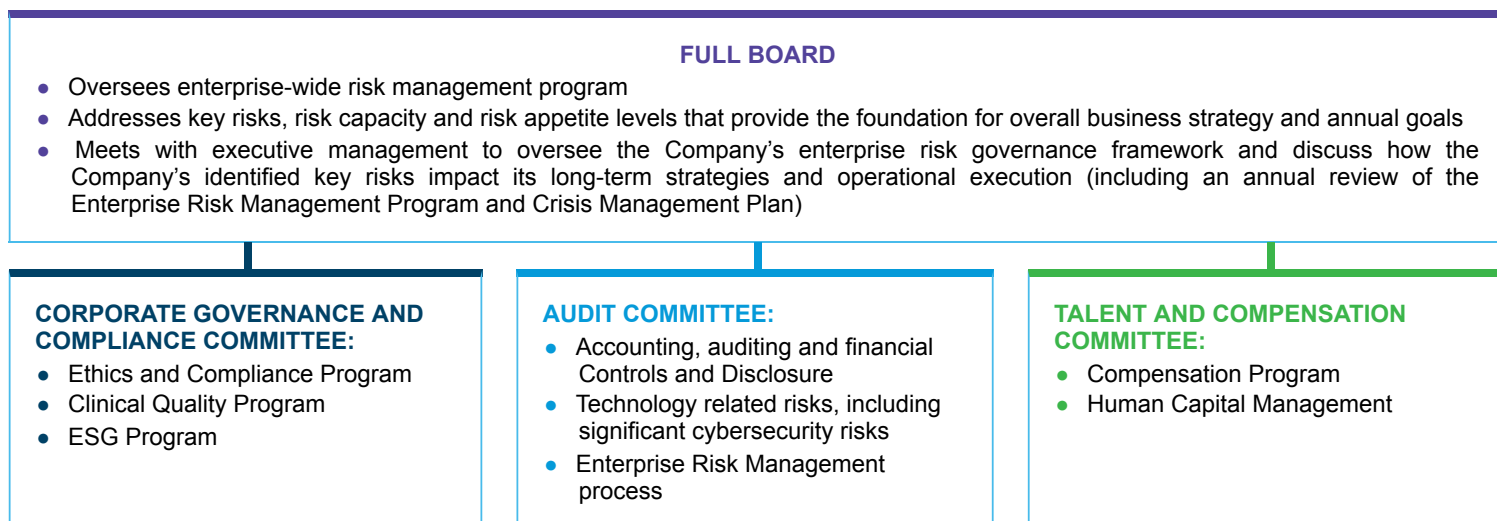 FULL BOARD
● Oversees enterprise-wide risk management program
● Addresses key risks, risk capacity and risk appetite levels that provide the foundation for overall business strategy and annual goals
● Meets with executive management to oversee the Company’s enterprise risk governance framework and discuss how the
Company’s identified key risks impact its long-term strategies and operational execution (including an annual review of the
Enterprise Risk Management Program and Crisis Management Plan)
CORPORATE GOVERNANCE AND
COMPLIANCE COMMITTEE:
● Ethics and Compliance Program
● Clinical Quality Program
● ESG Program
AUDIT COMMITTEE:
● Accounting, auditing and financial
Controls and Disclosure
● Technology related risks, including
significant cybersecurity risks
● Enterprise Risk Management
process
TALENT AND COMPENSATION
COMMITTEE:
● Compensation Program
● Human Capital Management